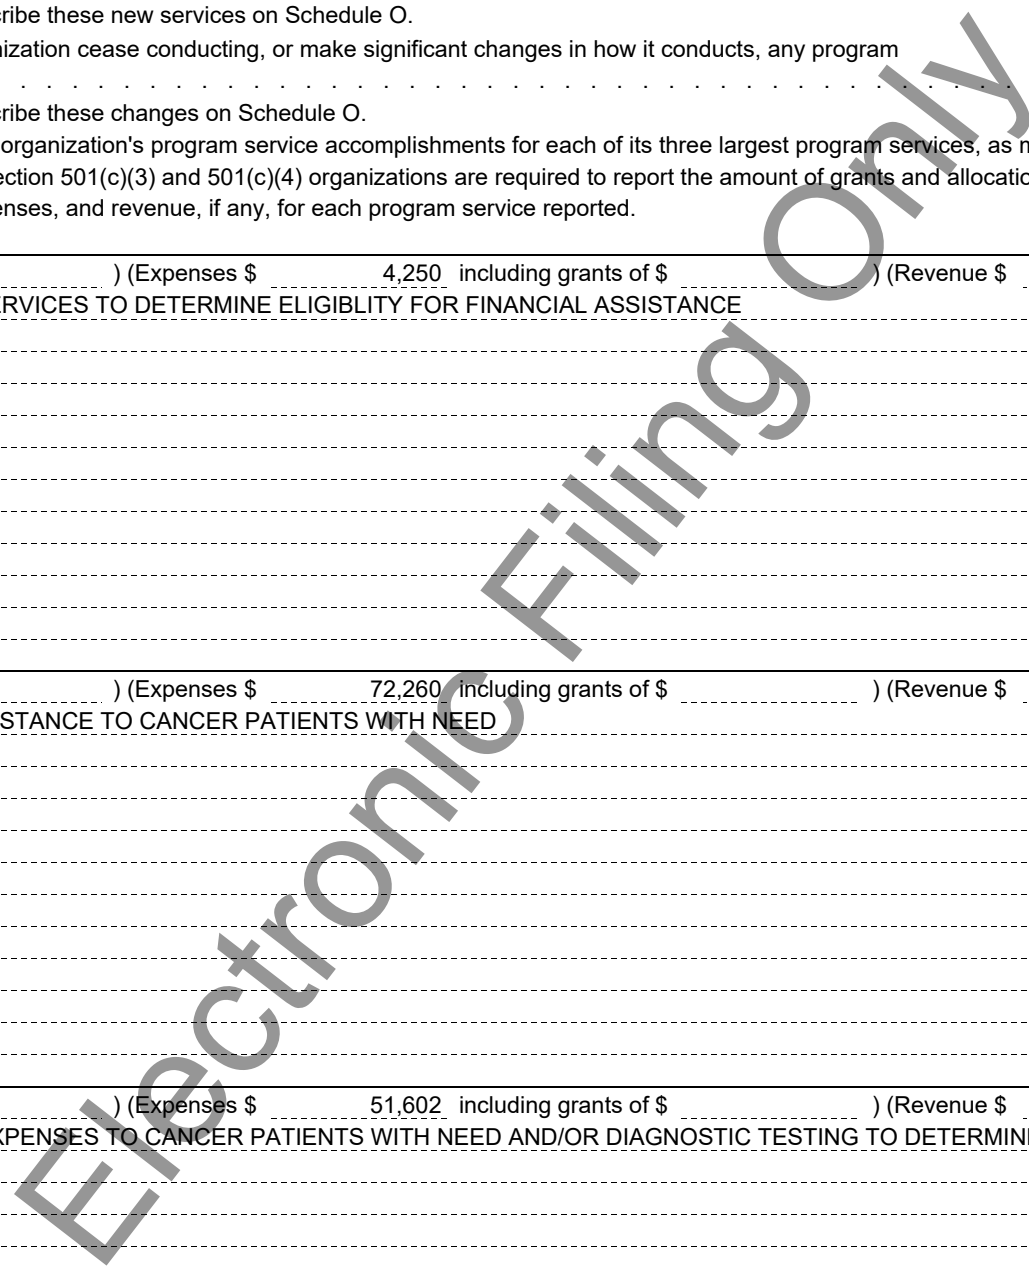 ribe these new services on Schedule O.
nization cease conducting, or make significant changes in how it conducts, any program
. . . . . . . . . . . . . . . . . . . . . . . . . . . . . . . . . . . . . . .
ribe these changes on Schedule O.
organization's program service accomplishments for each of its three largest program services, as m
ection 501(c)(3) and 501(c)(4) organizations are required to report the amount of grants and allocatio
enses, and revenue, if any, for each program service reported.
) (Expenses $ 4,250 including grants of $ ) (Revenue $
ERVICES TO DETERMINE ELIGIBLITY FOR FINANCIAL ASSISTANCE
) (Expenses $ 72,260 including grants of $ ) (Revenue $
STANCE TO CANCER PATIENTS WITH NEED
) (Expenses $ 51,602 including grants of $ ) (Revenue $
XPENSES TO CANCER PATIENTS WITH NEED AND/OR DIAGNOSTIC TESTING TO DETERMINE
Electronic Filing Only